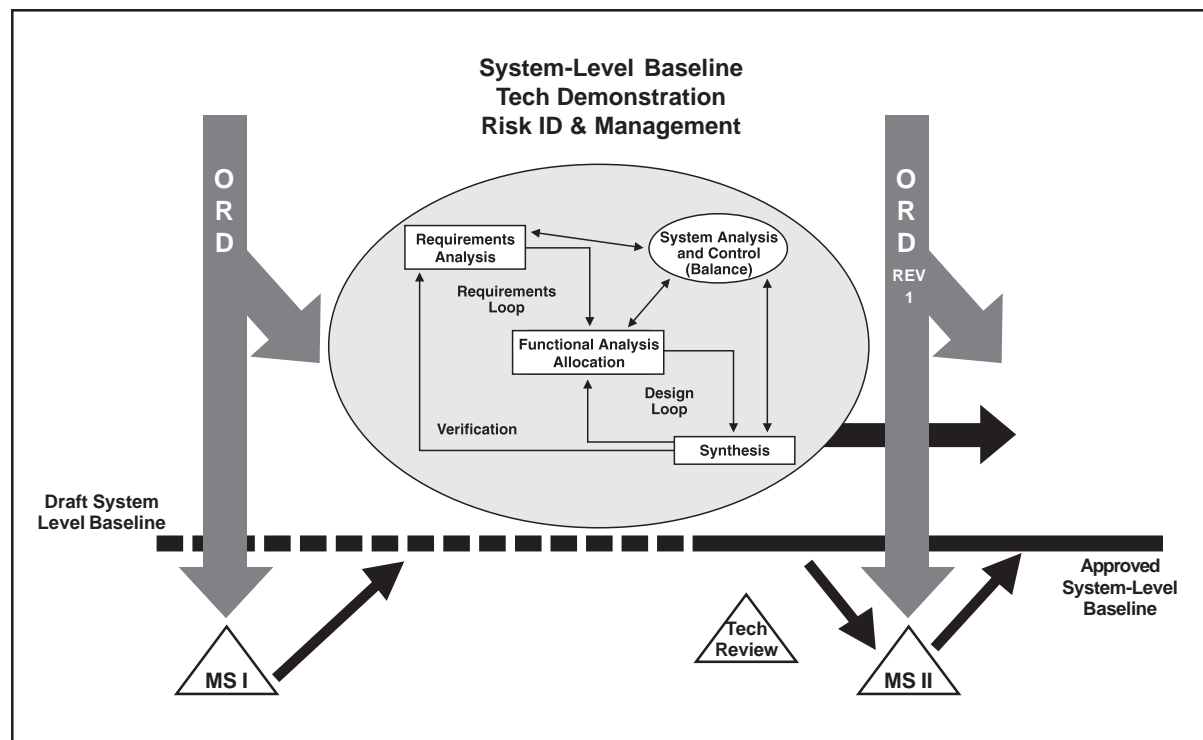 System-Level Baseline
Tech Demonstration
Risk ID & Management
O
R
D
O
R
D
REV
1
Requirements
Analysis
System Analysis
and Control
(Balance)
Requirements
Loop
Functional Analysis
Allocation
Design
Loop
Verification
Synthesis
Draft System
Level Baseline
Approved
System-Level
Baseline
Tech
Review
MS I
MS II